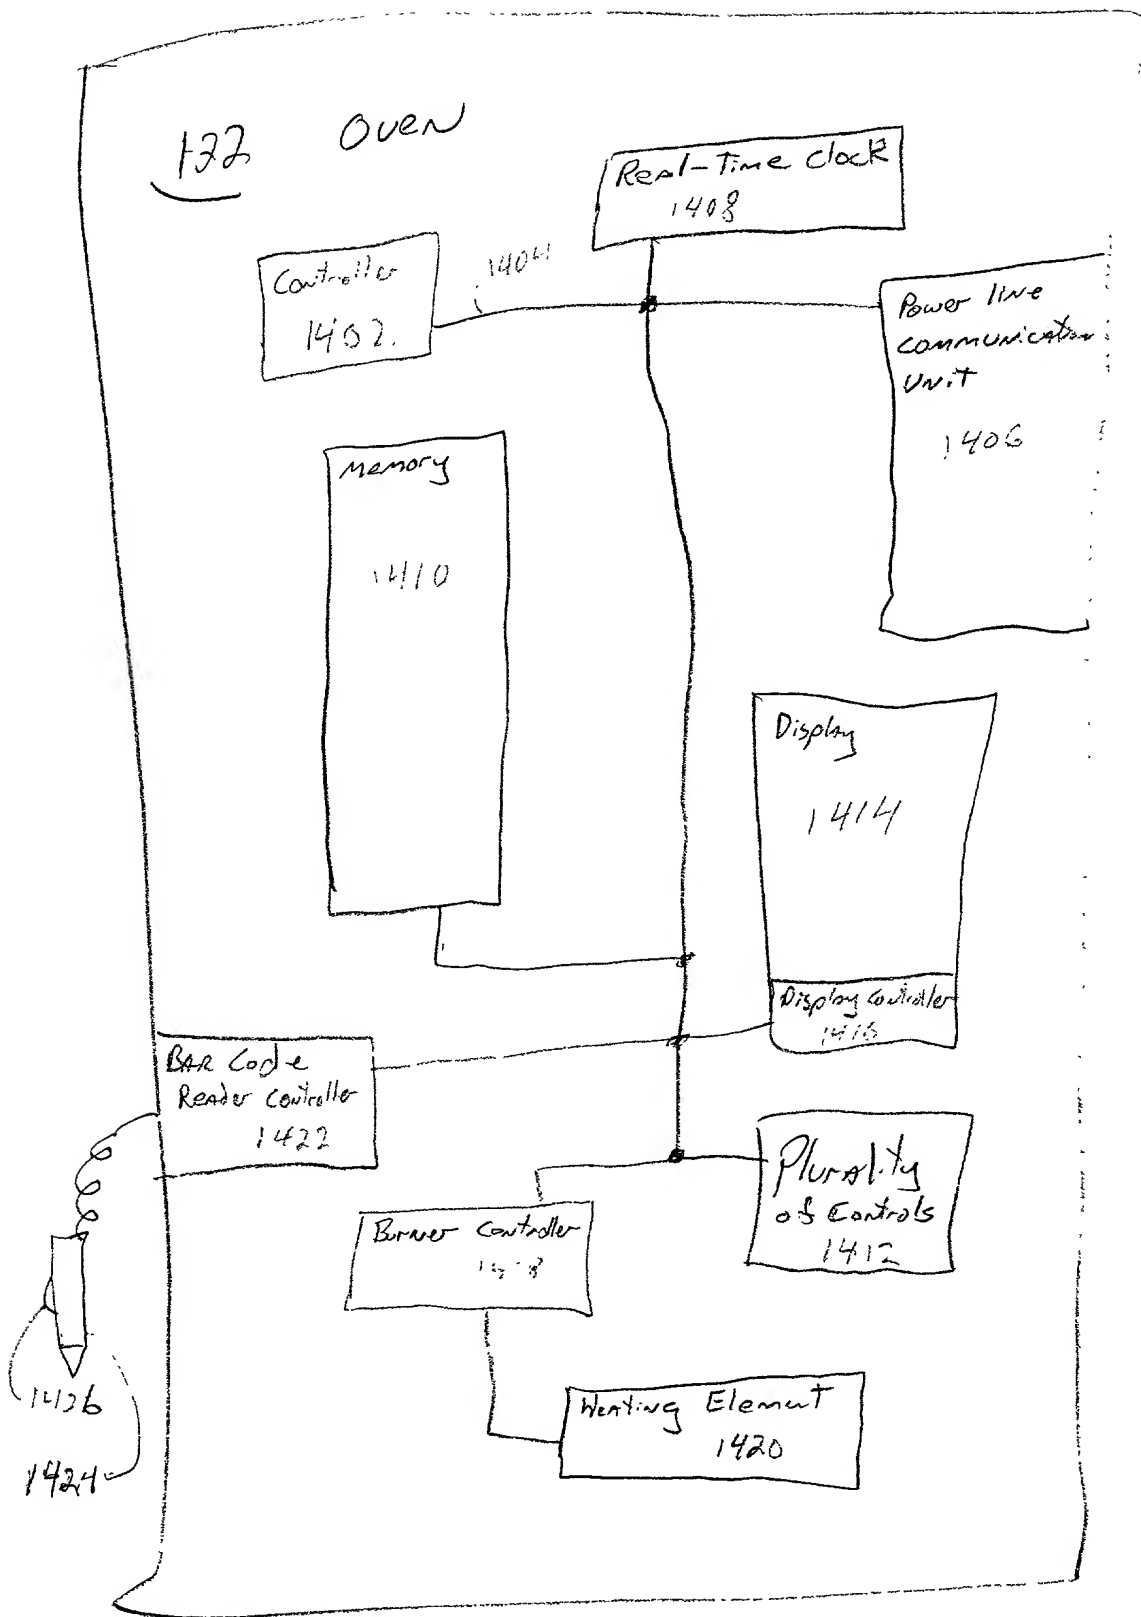 132 OVEN
Real-Time Clock
1408
Controller
1402.
1404
Power line
communication
Unit
1406
Memory
1410
Display
1414
Display Controller
1416
BAR Code
Reader Controller
1422
Plurality
of Controls
1412
Burner Controller
1426
1424
Heating Element
1420